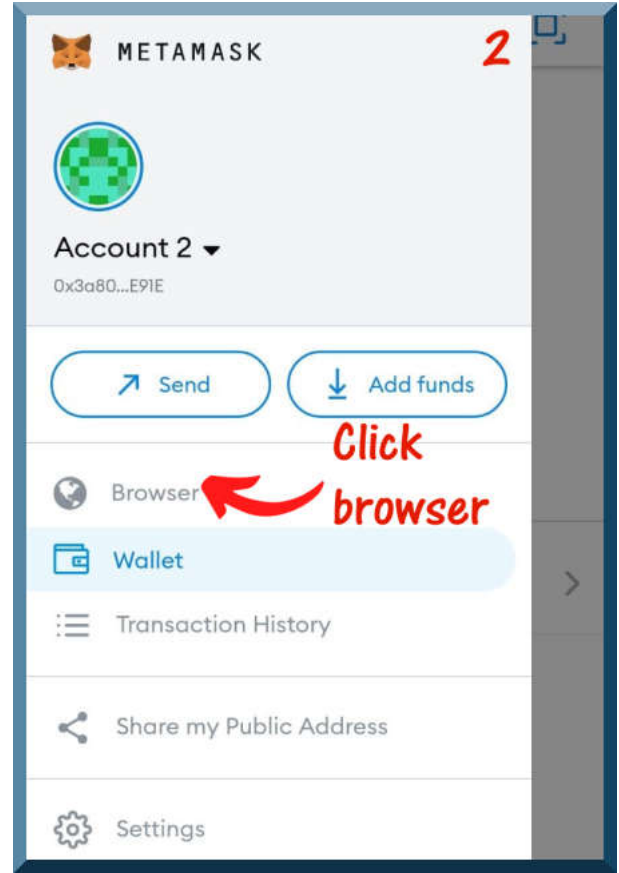 METAMASK
2
Account 2
0x3a80...E91E
Send
Add funds
Click
browser
Browser
Wallet
Transaction History
Share my Public Address
Settings